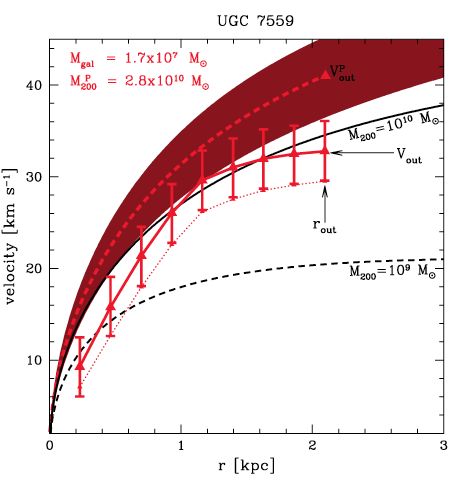 UGC 7559
M_gal = 1.7x10^7 M_⊙
M^P_200 = 2.8x10^10 M_⊙
V^P_out
M_200=10^10 M_⊙
V_out
r_out
M_200=10^9 M_⊙
velocity [km s^-1]
40
30
20
10
0 1 2 3
r [kpc]